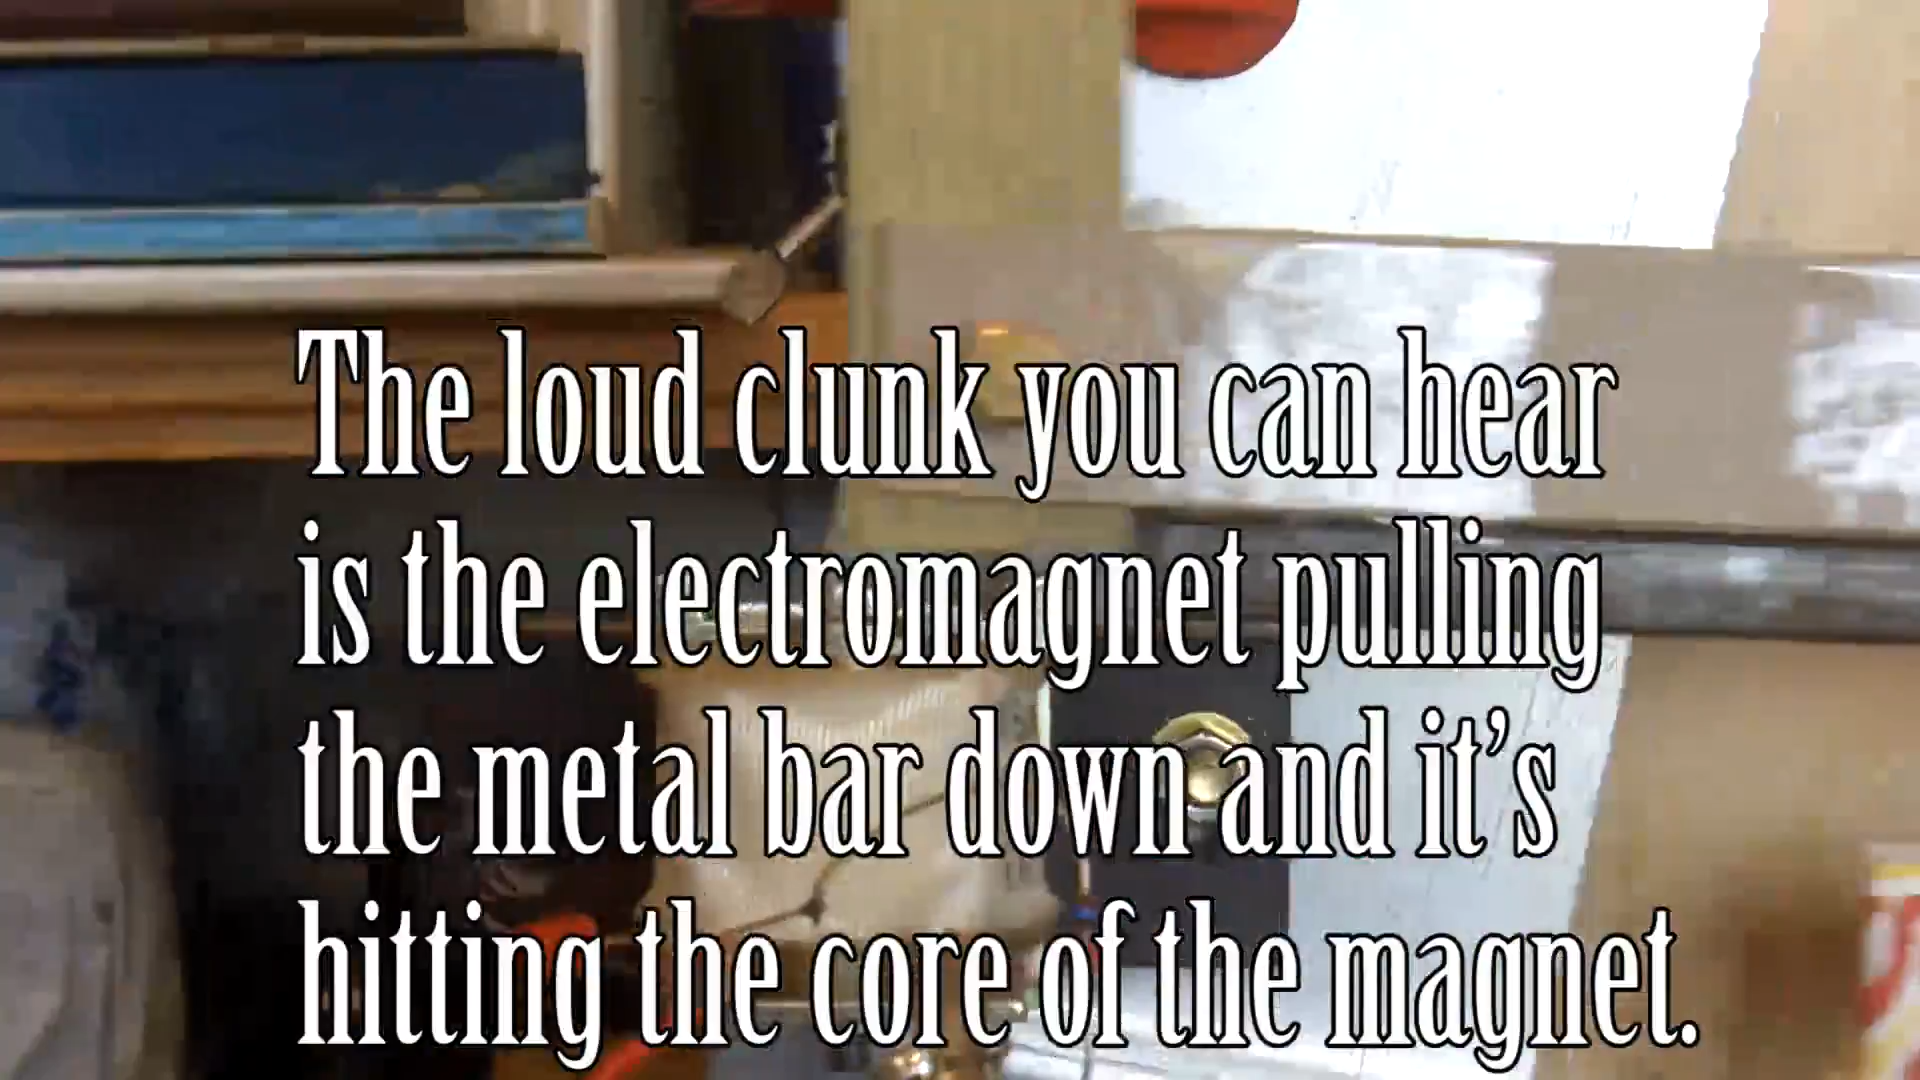 The loud clunk you can hear
is the electromagnet pulling
the metal bar down and it's
hitting the core of the magnet.